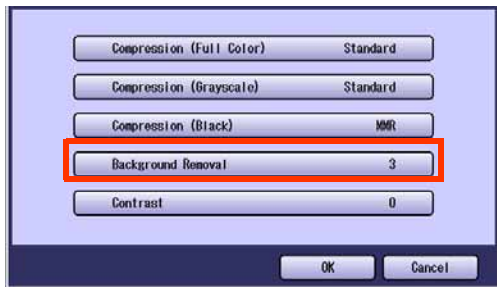 Compression (Full Color) Standard
Compression (Grayscale) Standard
Compression (Black) MMR
Background Removal 3
Contrast 0
OK Cancel